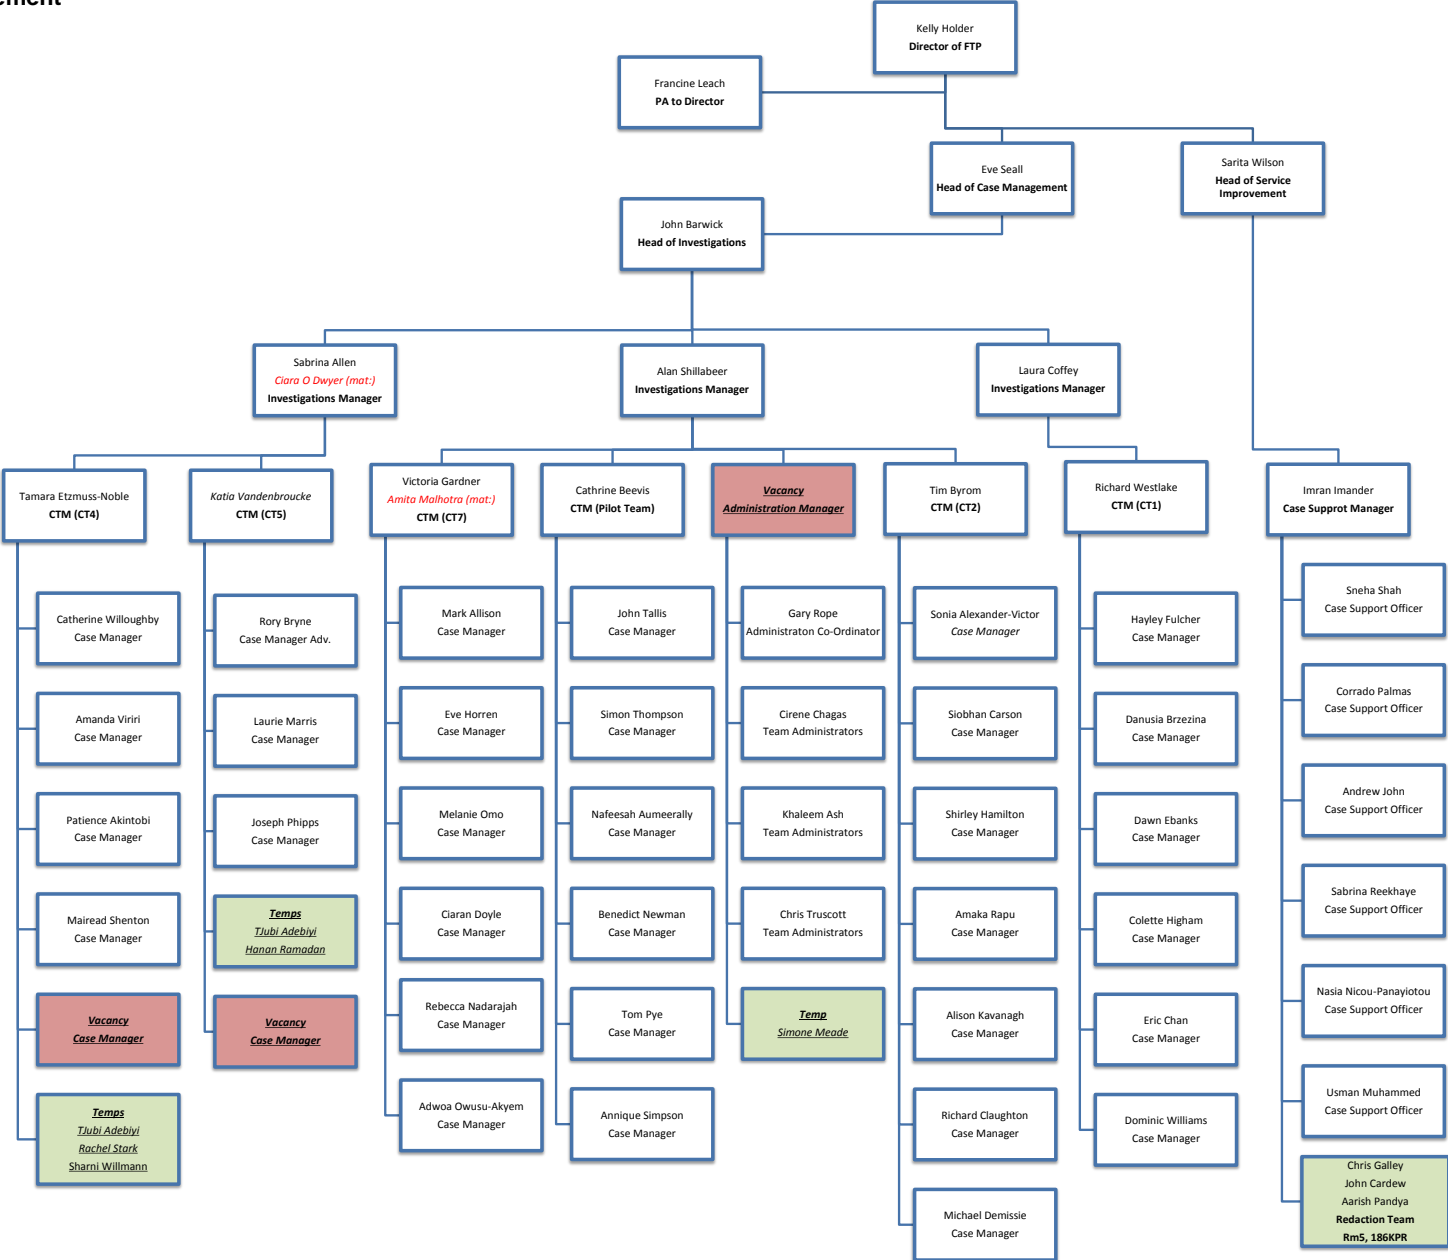 Kelly Holder
Director of FTP
Francine Leach
PA to Director
Eve Seall
Head of Case Management
Sarita Wilson
Head of Service
Improvement
John Barwick
Head of Investigations
Sabrina Allen
Ciara O Dwyer (mat:)
Investigations Manager
Alan Shillabeer
Investigations Manager
Laura Coffey
Investigations Manager
Tamara Etzmuss-Noble
CTM (CT4)
Katia Vandenbroucke
CTM (CT5)
Victoria Gardner
Amita Malhotra (mat:)
CTM (CT7)
Cathrine Beevis
CTM (Pilot Team)
Vacancy
Administration Manager
Tim Byrom
CTM (CT2)
Richard Westlake
CTM (CT1)
Imran Imander
Case Supprot Manager
Catherine Willoughby
Case Manager
Amanda Viriri
Case Manager
Patience Akintobi
Case Manager
Mairead Shenton
Case Manager
Vacancy
Case Manager
Temps
TJubi Adebiyi
Rachel Stark
Sharni Willmann
Rory Bryne
Case Manager Adv.
Laurie Marris
Case Manager
Joseph Phipps
Case Manager
Temps
TJubi Adebiyi
Hanan Ramadan
Vacancy
Case Manager
Mark Allison
Case Manager
Eve Horren
Case Manager
Melanie Omo
Case Manager
Ciaran Doyle
Case Manager
Rebecca Nadarajah
Case Manager
Adwoa Owusu-Akyem
Case Manager
John Tallis
Case Manager
Simon Thompson
Case Manager
Nafeesah Aumeerally
Case Manager
Benedict Newman
Case Manager
Tom Pye
Case Manager
Annique Simpson
Case Manager
Gary Rope
Administraton Co-Ordinator
Cirene Chagas
Team Administrators
Khaleem Ash
Team Administrators
Chris Truscott
Team Administrators
Temp
Simone Meade
Sonia Alexander-Victor
Case Manager
Siobhan Carson
Case Manager
Shirley Hamilton
Case Manager
Amaka Rapu
Case Manager
Alison Kavanagh
Case Manager
Richard Claughton
Case Manager
Michael Demissie
Case Manager
Hayley Fulcher
Case Manager
Danusia Brzezina
Case Manager
Dawn Ebanks
Case Manager
Colette Higham
Case Manager
Eric Chan
Case Manager
Dominic Williams
Case Manager
Sneha Shah
Case Support Officer
Corrado Palmas
Case Support Officer
Andrew John
Case Support Officer
Sabrina Reekhaye
Case Support Officer
Nasia Nicou-Panayiotou
Case Support Officer
Usman Muhammed
Case Support Officer
Chris Galley
John Cardew
Aarish Pandya
Redaction Team
Rm5, 186KPR